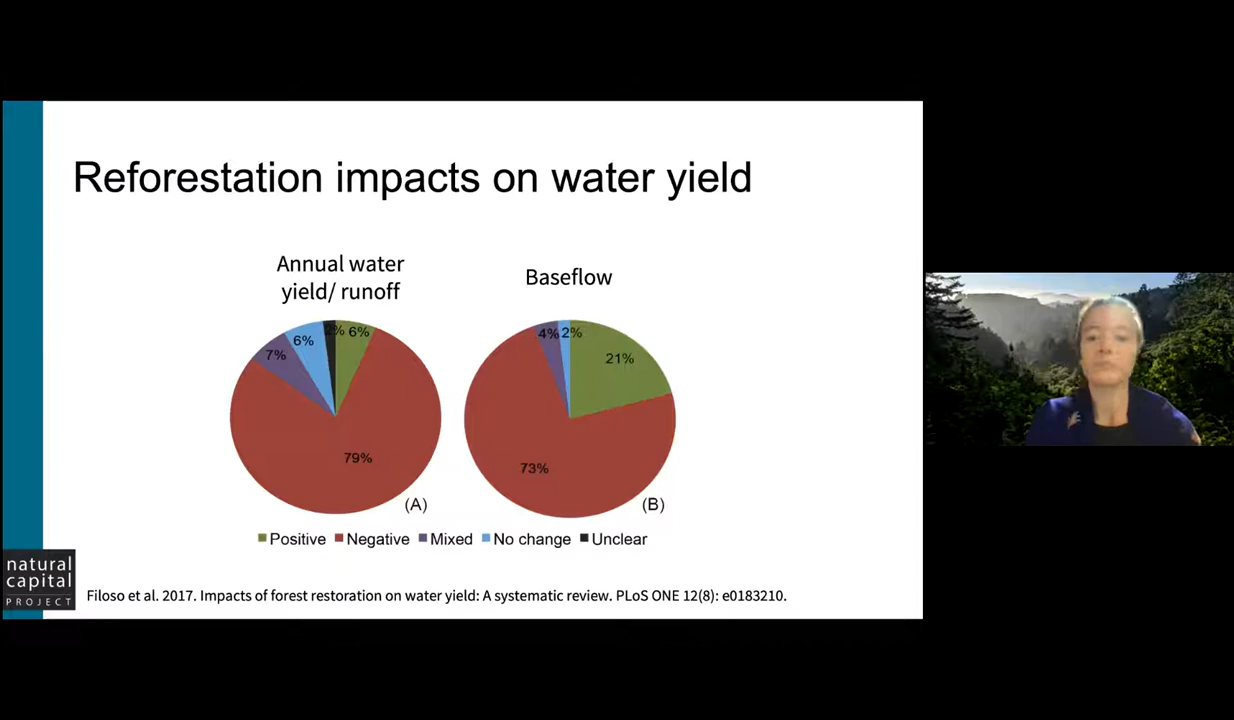 Reforestation impacts on water yield
Annual water
yield/ runoff
Baseflow
2% 6%
6%
7%
79%
(A)
4% 2%
21%
73%
(B)
Positive Negative Mixed No change Unclear
natural
capital
PROJECT
Filoso et al. 2017. Impacts of forest restoration on water yield: A systematic review. PLoS ONE 12(8): e0183210.